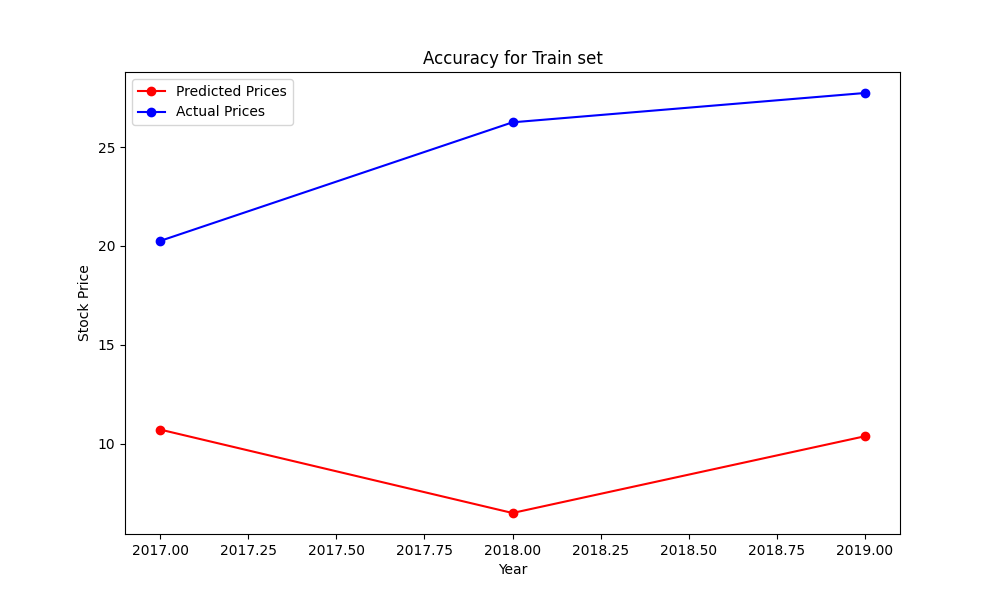 Accuracy for Train set
Predicted Prices
Actual Prices
25
20
15
10
Stock Price
2017.00 2017.25 2017.50 2017.75 2018.00 2018.25 2018.50 2018.75 2019.00
Year